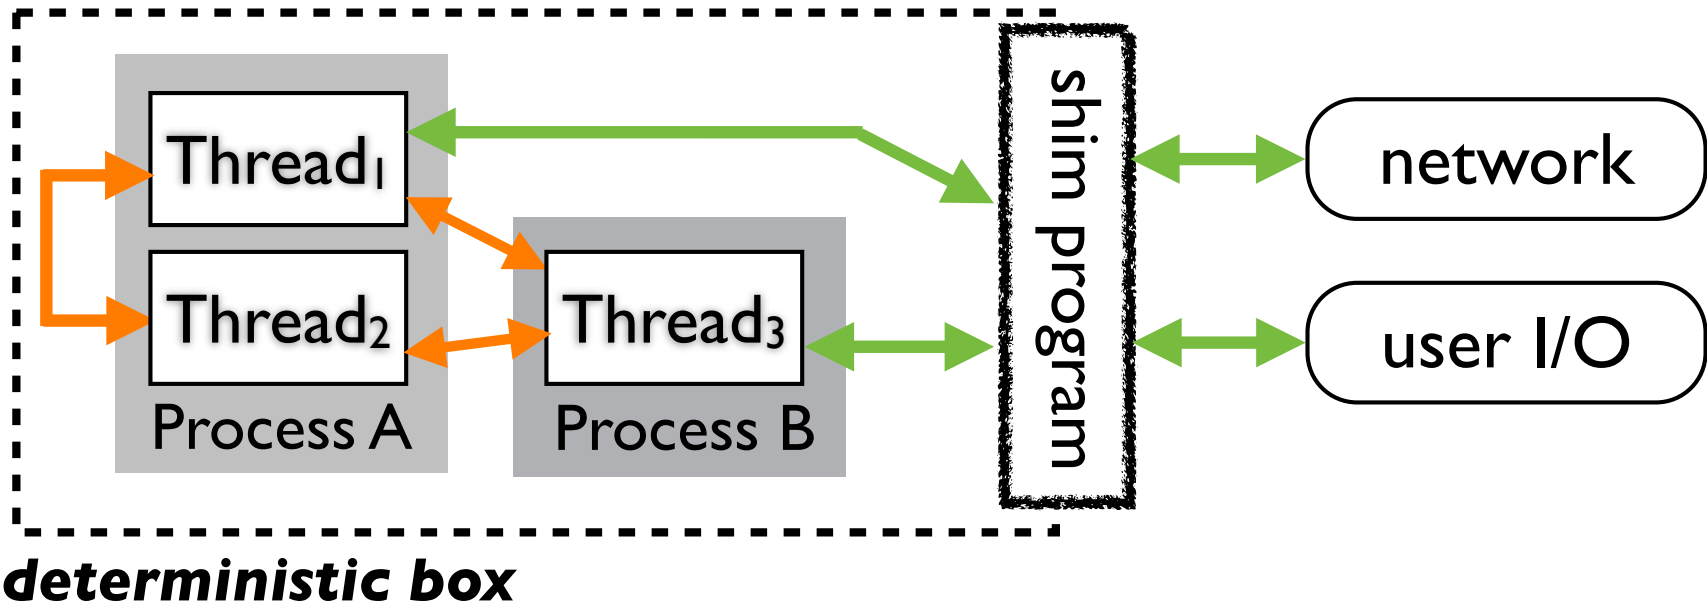 Thread1
Thread2
Process A
Thread3
Process B
shim program
network
user I/O
deterministic box